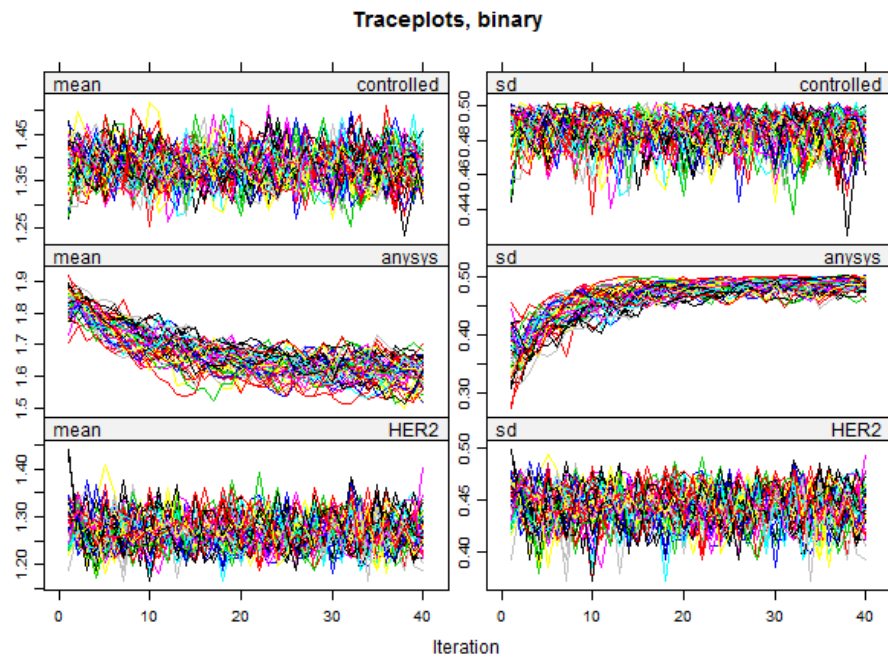 Traceplots, binary
mean controlled
sd controlled
1.45
1.35
1.25
0.50
0.48
0.46
0.44
mean anysys
sd anysys
1.9
1.8
1.7
1.6
1.5
0.50
0.40
0.30
mean HER2
sd HER2
1.40
1.30
1.20
0.50
0.45
0.40
0 10 20 30 40
0 10 20 30 40
Iteration